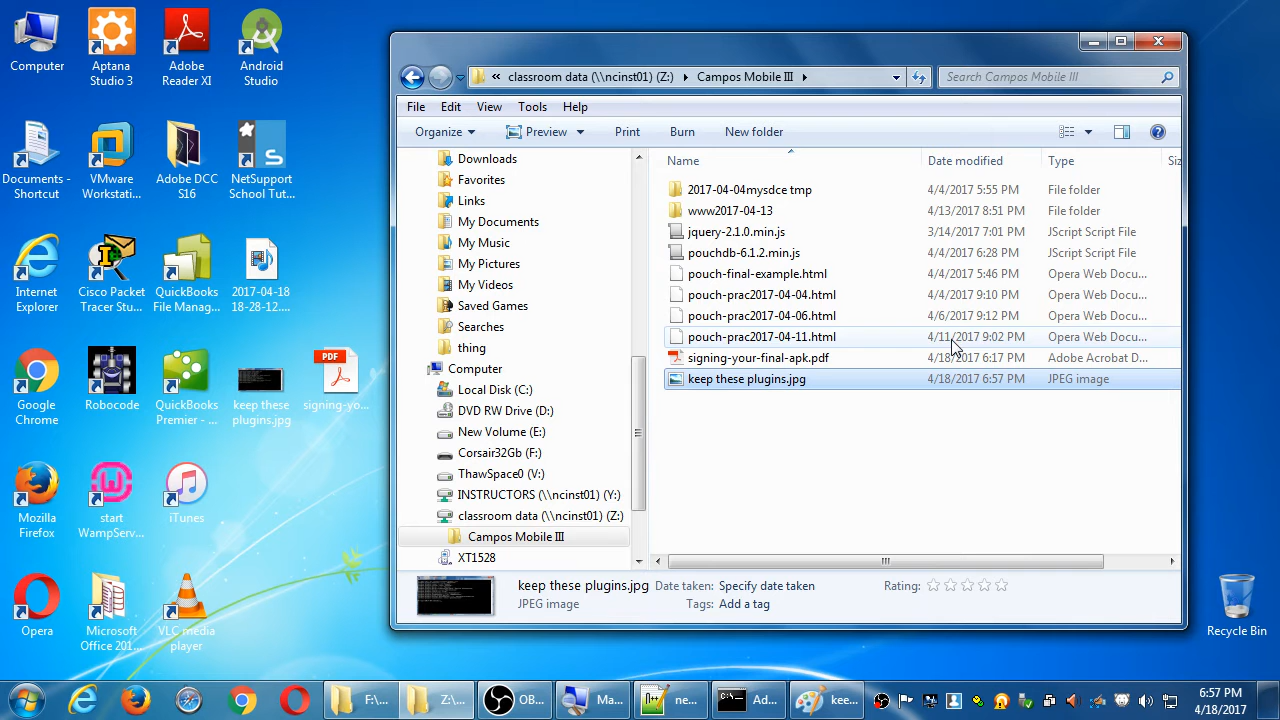 Computer
Aptana
Studio 3
Adobe
Reader XI
Android
Studio
Documents -
Shortcut
VMware
Workstati...
Adobe DCC
S16
NetSupport
School Tut...
Internet
Explorer
Cisco Packet
Tracer Stu...
QuickBooks
File Manag...
2017-04-18
18-28-12....
Google
Chrome
Robocode
QuickBooks
Premier - ...
keep these
plugins.jpg
PDF
signing-yo...
Mozilla
Firefox
start
WampServ...
iTunes
Opera
Microsoft
Office 201...
VLC media
player
Recycle Bin
« classroom data (\\ncinst01) (Z:) ▸ Campos Mobile III ▸
Search Campos Mobile III
File Edit View Tools Help
Organize Preview Print Burn New folder
Downloads
Favorites
Links
My Documents
My Music
My Pictures
My Videos
Saved Games
Searches
thing
Computer
Local Disk (C:)
DVD RW Drive (D:)
New Volume (E:)
Corsair32Gb (F:)
ThawSpace0 (V:)
INSTRUCTORS (\\ncinst01) (Y:)
classroom data (\\ncinst01) (Z:)
Campos Mobile III
XT1528
Name Date modified Type Siz
2017-04-04mysdce tmp 4/4/2017 5:55 PM File folder
www2017-04-13 4/13/2017 8:51 PM File folder
jquery-2.1.0.min.js 3/14/2017 7:01 PM JScript Script File
pouchdb-6.1.2.min.js 4/4/2017 6:28 PM JScript Script File
pouch-final-example.html 4/4/2017 5:46 PM Opera Web Docu...
pouch-prac2017-04-04.html 4/4/2017 9:10 PM Opera Web Docu...
pouch-prac2017-04-06.html 4/6/2017 9:12 PM Opera Web Docu...
pouch-prac2017-04-11.html 4/11/2017 9:02 PM Opera Web Docu...
signing-your-final-apk.pdf 4/18/2017 6:17 PM Adobe Acrobat D...
keep these plugins.jpg 4/18/2017 6:57 PM JPEG image
keep these plugins.jpg Date taken: Specify date taken Rating:
JPEG image Tags: Add a tag
F:\... Z:\... OB... Ma... ne... Ad... kee...
6:57 PM
4/18/2017